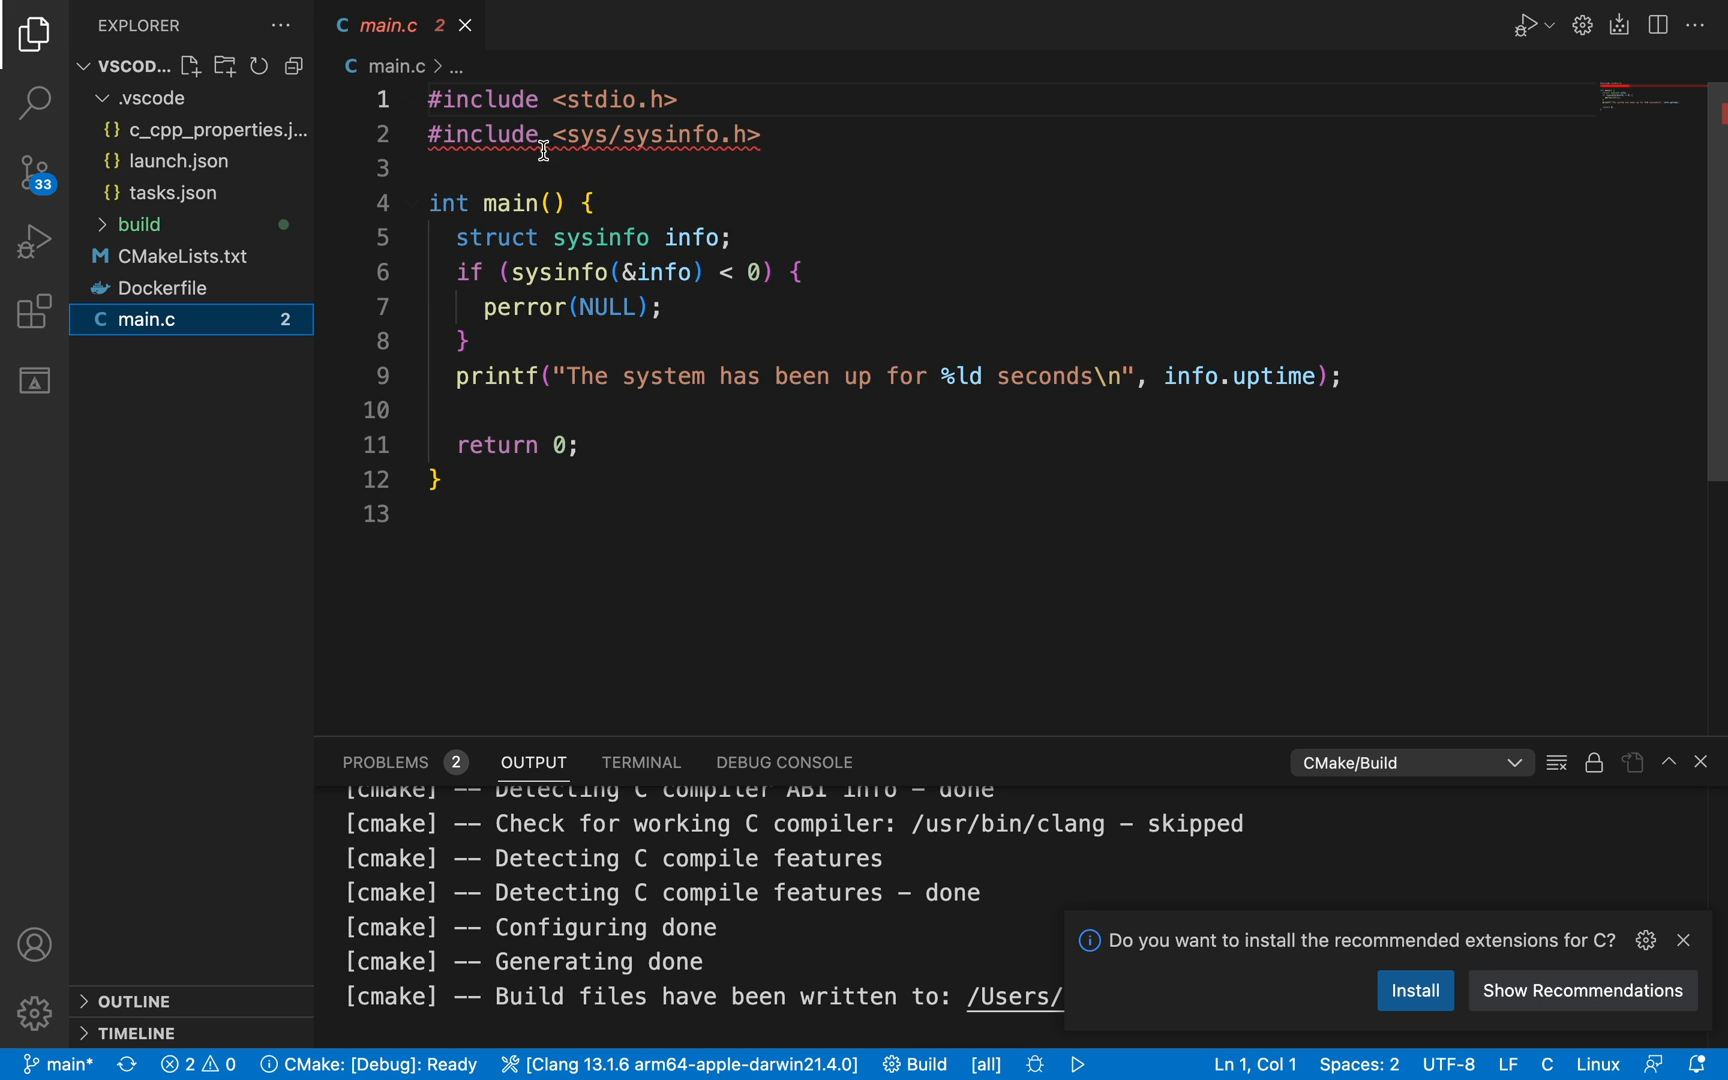 EXPLORER
main.c 2
VSCOD...
main.c > ...
.vscode
c_cpp_properties.j...
launch.json
tasks.json
33
build
CMakeLists.txt
Dockerfile
main.c 2
1 #include <stdio.h>
2 #include <sys/sysinfo.h>
3
4 int main() {
5 struct sysinfo info;
6 if (sysinfo(&info) < 0) {
7 perror(NULL);
8 }
9 printf("The system has been up for %ld seconds\n", info.uptime);
10
11 return 0;
12 }
13
PROBLEMS 2 OUTPUT TERMINAL DEBUG CONSOLE CMake/Build
[cmake] -- Detecting C compiler ABI info - done
[cmake] -- Check for working C compiler: /usr/bin/clang - skipped
[cmake] -- Detecting C compile features
[cmake] -- Detecting C compile features - done
[cmake] -- Configuring done
[cmake] -- Generating done
[cmake] -- Build files have been written to: /Users/
Do you want to install the recommended extensions for C?
Install Show Recommendations
OUTLINE
TIMELINE
main* 2 0 CMake: [Debug]: Ready [Clang 13.1.6 arm64-apple-darwin21.4.0] Build [all] Ln 1, Col 1 Spaces: 2 UTF-8 LF C Linux